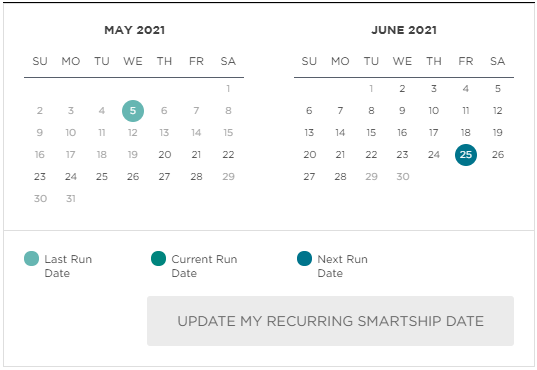 MAY 2021 JUNE 2021
SU MO TU WE TH FR SA SU MO TU WE TH FR SA
1 1 2 3 4 5
2 3 4 5 6 7 8 6 7 8 9 10 11 12
9 10 11 12 13 14 15 13 14 15 16 17 18 19
16 17 18 19 20 21 22 20 21 22 23 24 25 26
23 24 25 26 27 28 29 27 28 29 30
30 31
Last Run Current Run Next Run
Date Date Date
UPDATE MY RECURRING SMARTSHIP DATE